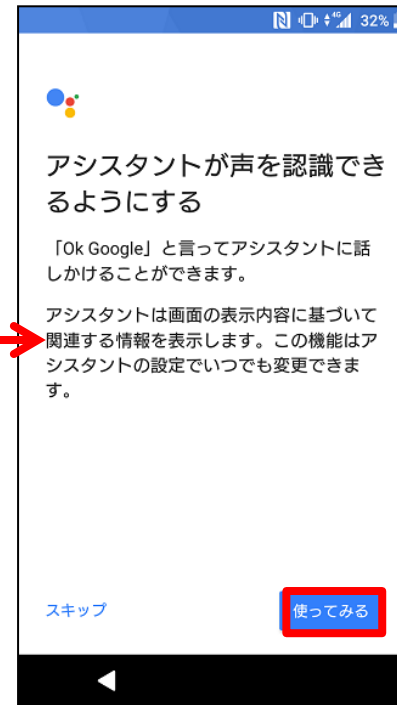 4G 32%
アシスタントが声を認識でき
るようにする
「Ok Google」と言ってアシスタントに話
しかけることができます。
アシスタントは画面の表示内容に基づいて
関連する情報を表示します。この機能はア
シスタントの設定でいつでも変更できま
す。
スキップ 使ってみる